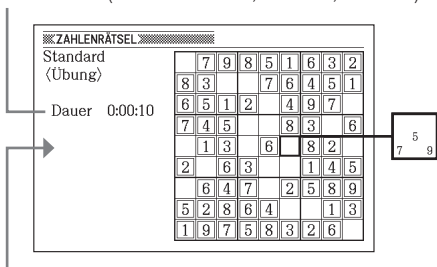 ZAHLENRÄTSEL
Standard
〈Übung〉
Dauer 0:00:10
7 9 8 5 1 6 3 2
8 3 7 6 4 5 1
6 5 1 2 4 9 7
7 4 5 8 3 6
1 3 6 8 2
2 6 3 1 4 5
6 4 7 2 5 8 9
5 2 8 6 4 1 3
1 9 7 5 8 3 2 6
5
7 9